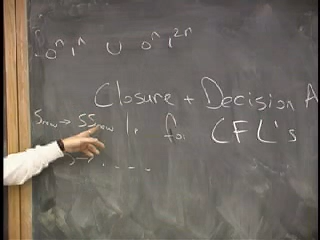 0ⁿ1ⁿ ∪ 0ⁿ1²ⁿ
Closure + Decision A
Snew → SSnew |
for CFL's